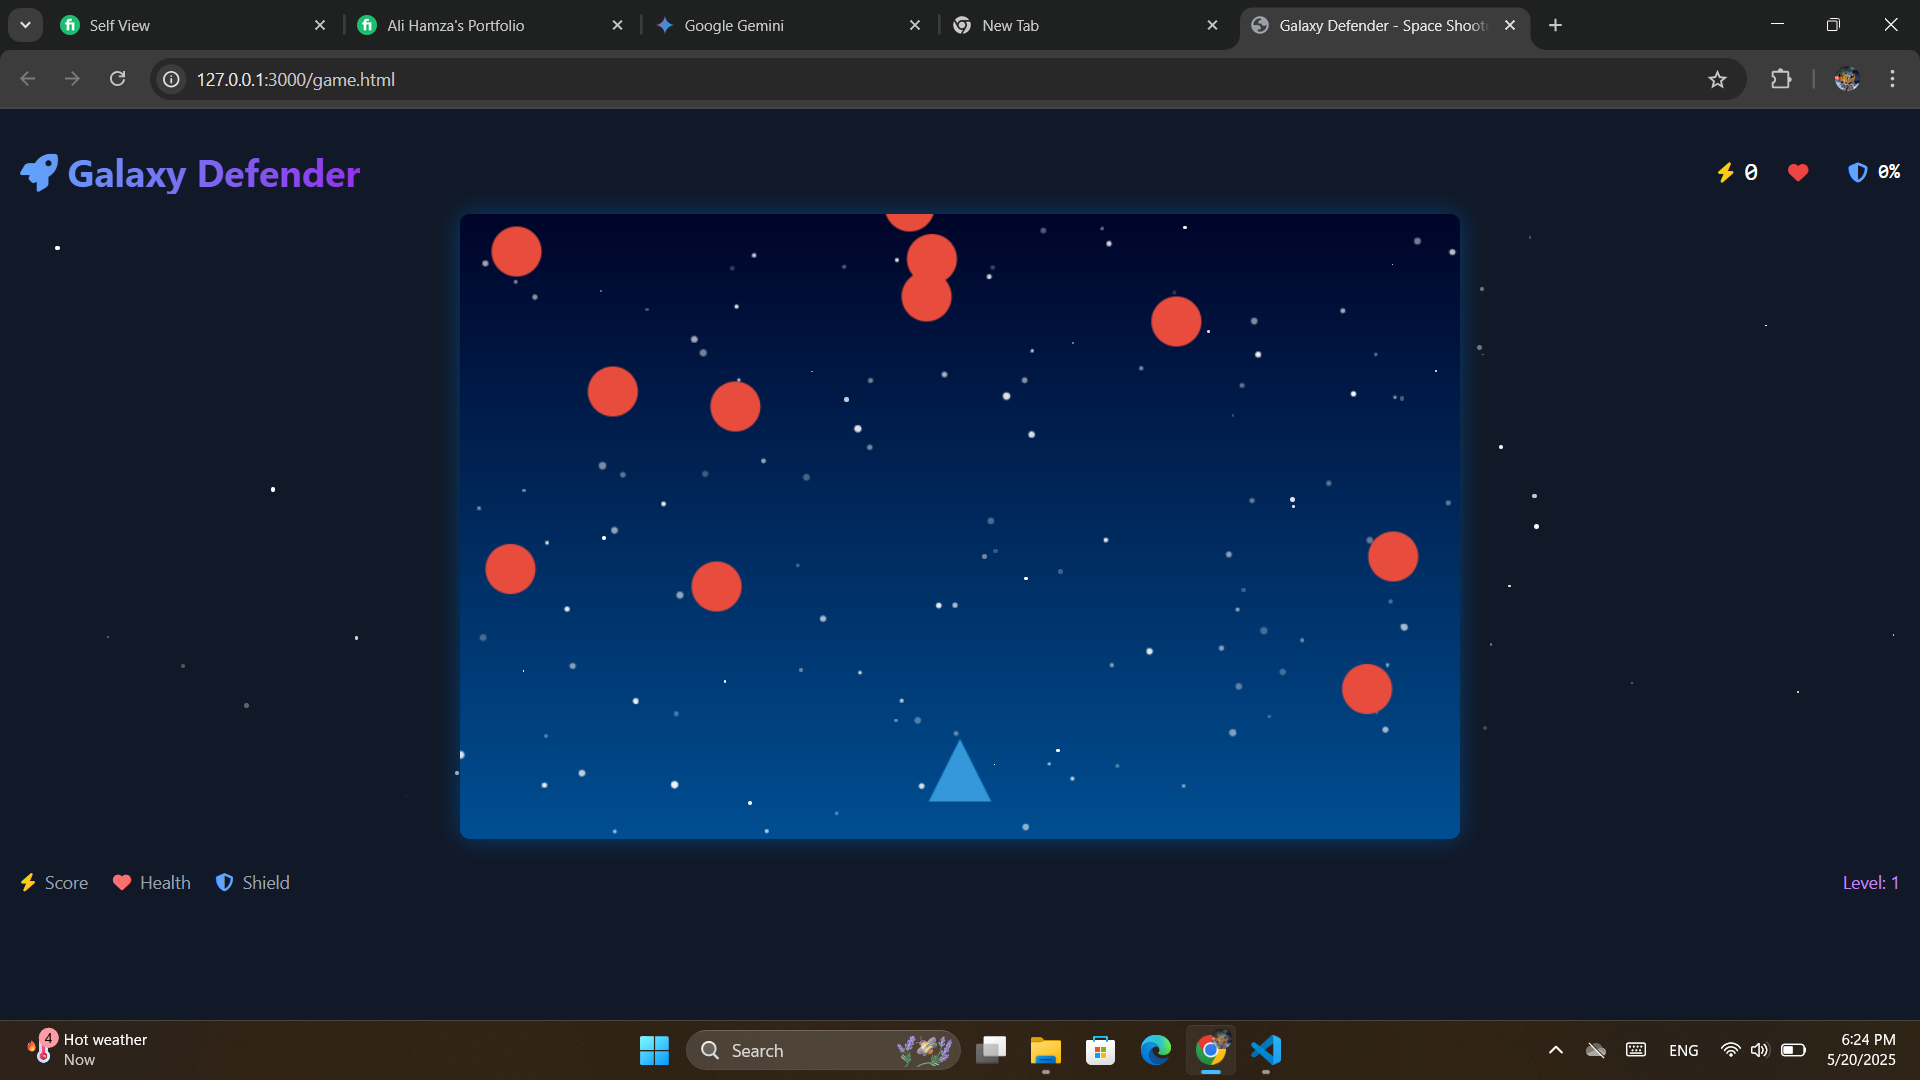 Self View
Ali Hamza's Portfolio
Google Gemini
New Tab
Galaxy Defender - Space Shoot
127.0.0.1:3000/game.html
Galaxy Defender
0
0%
Score
Health
Shield
Level: 1
4
Hot weather
Now
Search
ENG
6:24 PM
5/20/2025